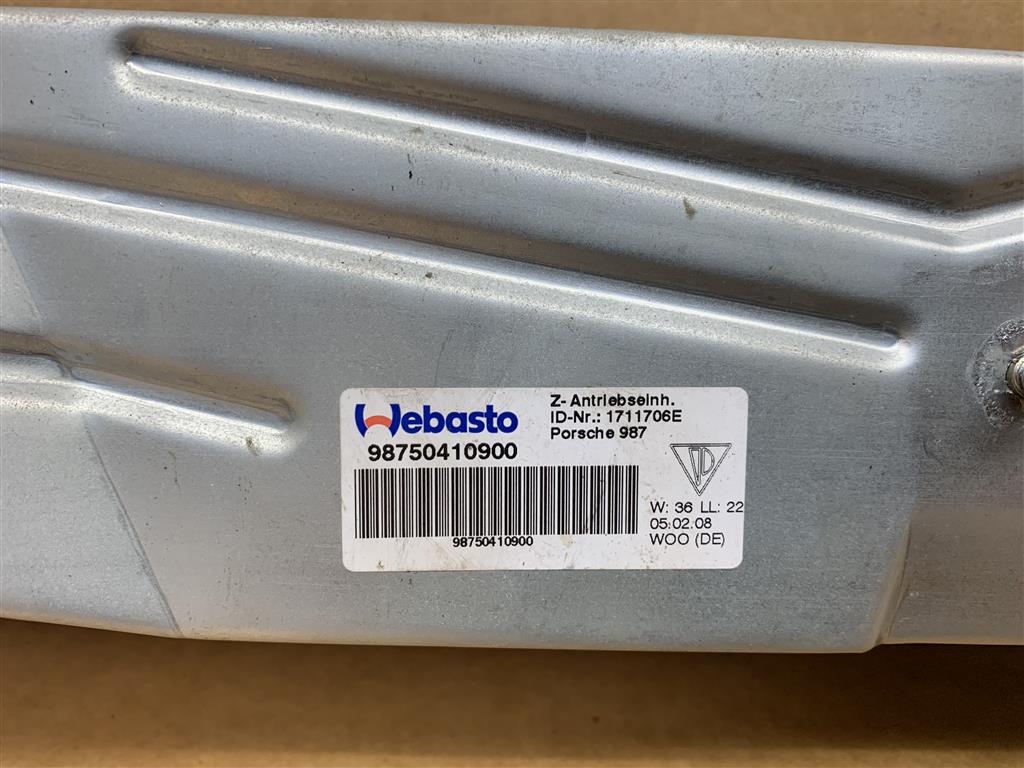 Webasto
Z- Antriebseinh.
ID-Nr.: 1711706E
Porsche 987
98750410900
98750410900
W: 36 LL: 22
05.02.08
WOO (DE)